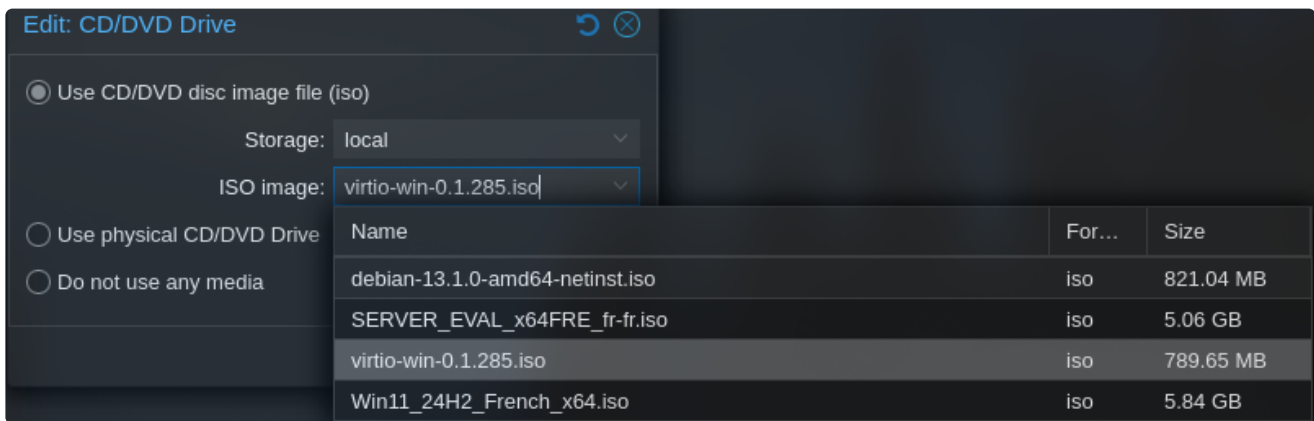 Edit: CD/DVD Drive
Use CD/DVD disc image file (iso)
Storage: local
ISO image: virtio-win-0.1.285.iso
Use physical CD/DVD Drive
Do not use any media
Name For... Size
debian-13.1.0-amd64-netinst.iso iso 821.04 MB
SERVER_EVAL_x64FRE_fr-fr.iso iso 5.06 GB
virtio-win-0.1.285.iso iso 789.65 MB
Win11_24H2_French_x64.iso iso 5.84 GB